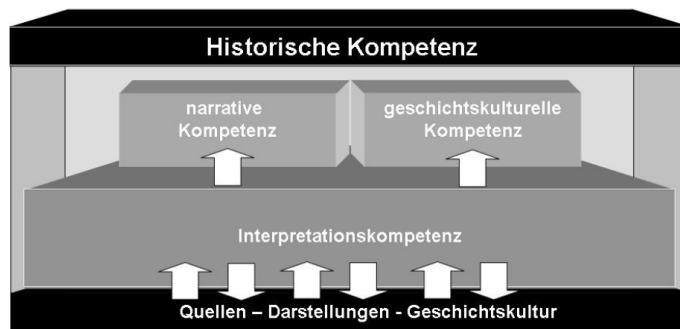 Historische Kompetenz
narrative
Kompetenz
geschichtskulturelle
Kompetenz
Interpretationskompetenz
Quellen – Darstellungen - Geschichtskultur